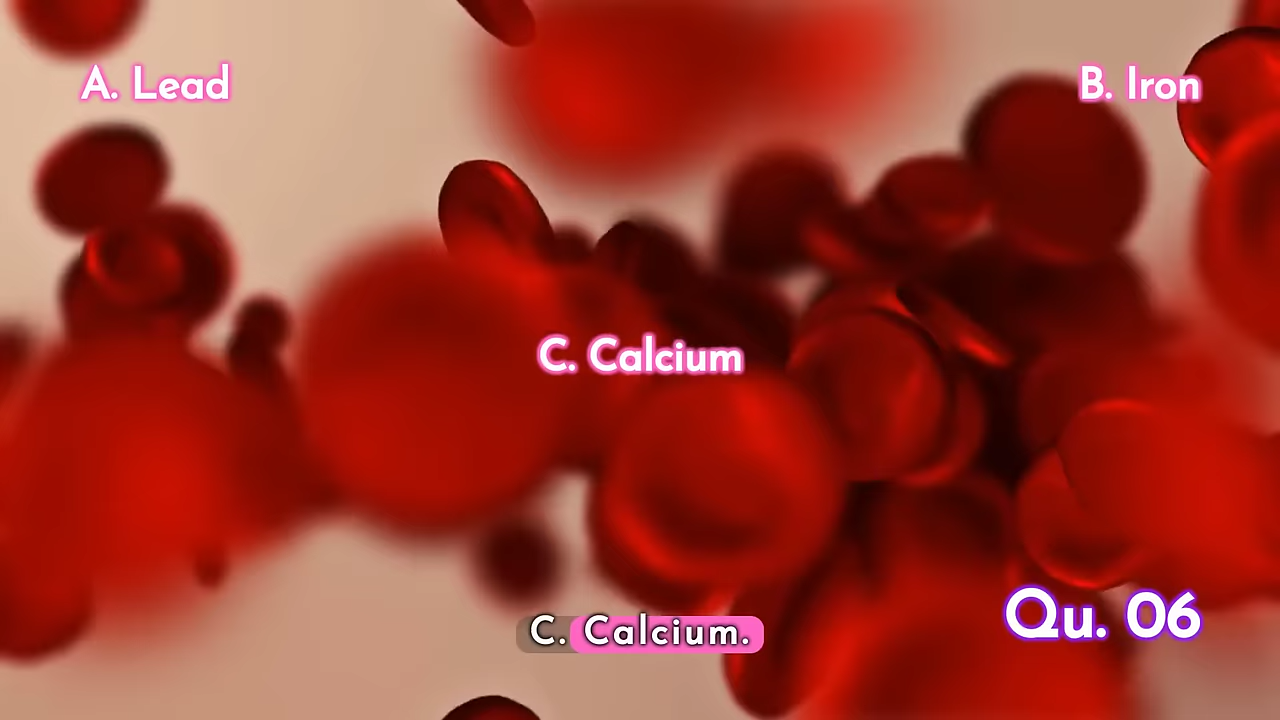 A. Lead
B. Iron
C. Calcium
Qu. 06
C. Calcium.